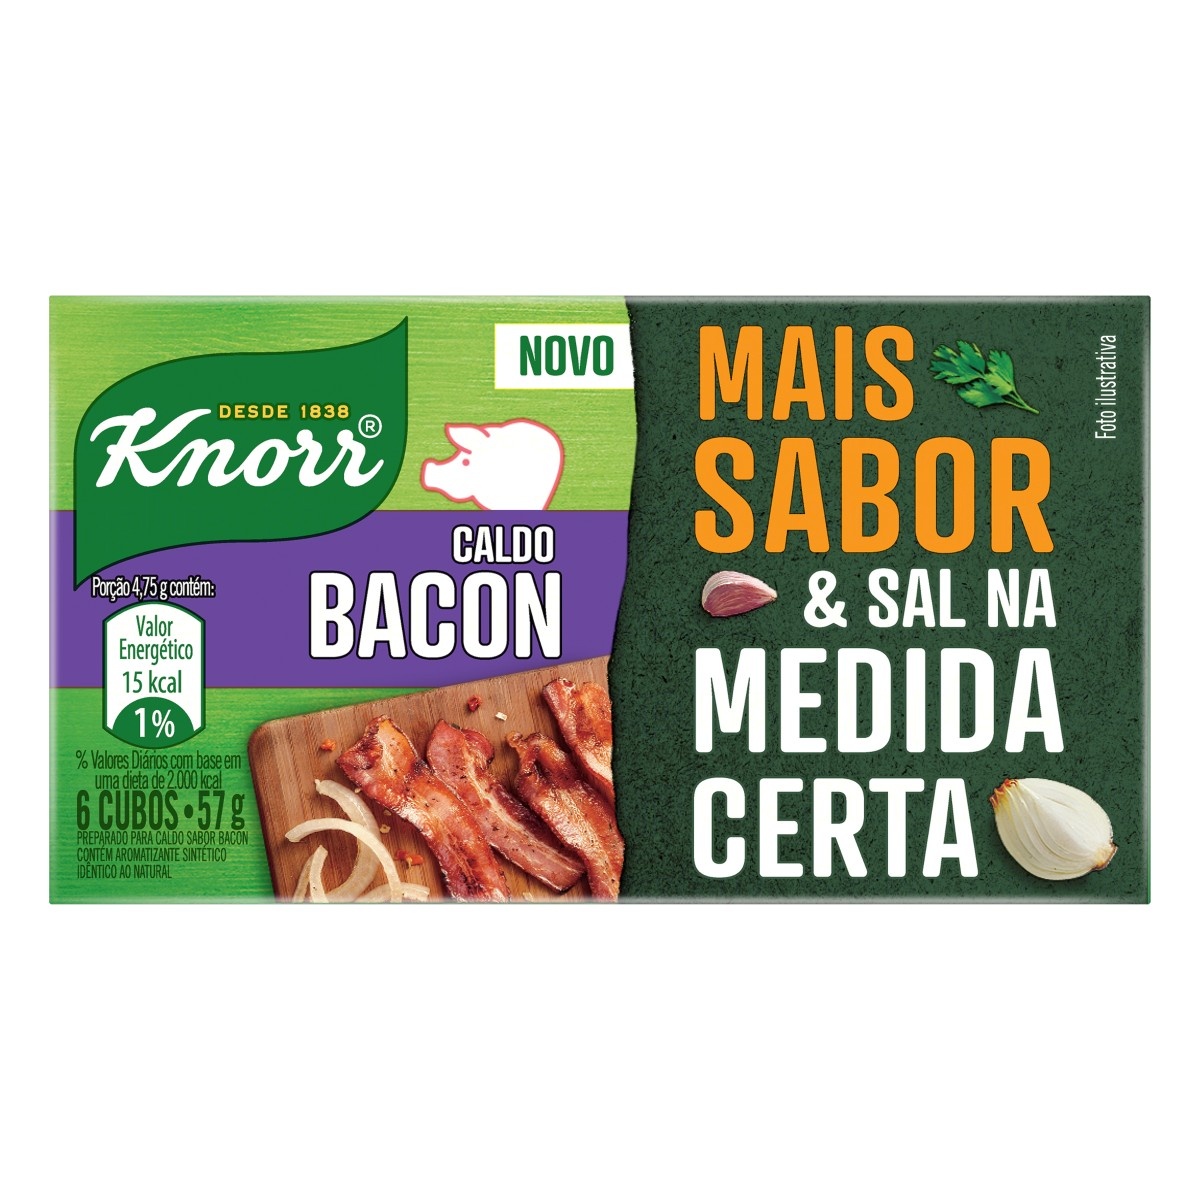 DESDE 1838
Knorr®
NOVO
CALDO
BACON
Porção 4,75 g contém:
Valor
Energético
15 kcal
1%
% Valores Diários com base em
uma dieta de 2.000 kcal
6 CUBOS • 57 g
PREPARADO PARA CALDO SABOR BACON
CONTÉM AROMATIZANTE SINTÉTICO
IDÊNTICO AO NATURAL
MAIS
SABOR
& SAL NA
MEDIDA
CERTA
Foto ilustrativa